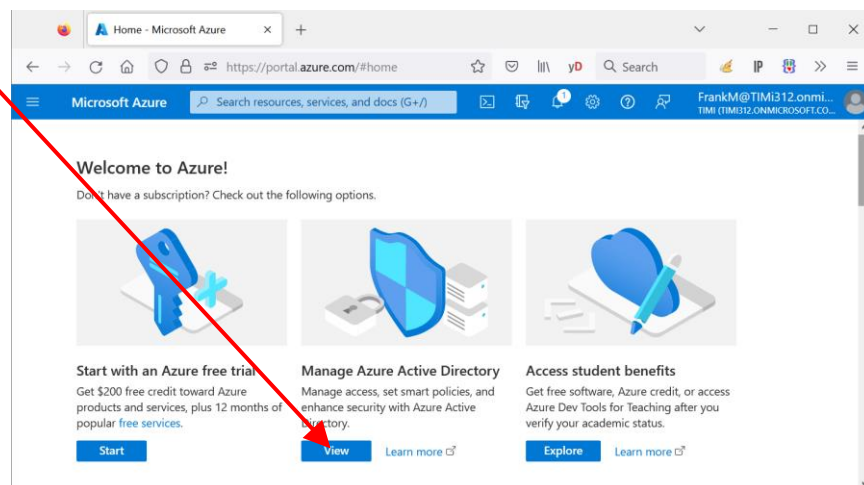 Home - Microsoft Azure
https://portal.azure.com/#home
yD
Search
IP
Microsoft Azure
Search resources, services, and docs (G+/)
1
FrankM@TIMi312.onmi...
TIMI (TIMI312.ONMICROSOFT.CO...
Welcome to Azure!
Don't have a subscription? Check out the following options.
Start with an Azure free trial
Get $200 free credit toward Azure
products and services, plus 12 months of
popular free services.
Start
Manage Azure Active Directory
Manage access, set smart policies, and
enhance security with Azure Active
Directory.
View
Learn more
Access student benefits
Get free software, Azure credit, or access
Azure Dev Tools for Teaching after you
verify your academic status.
Explore
Learn more